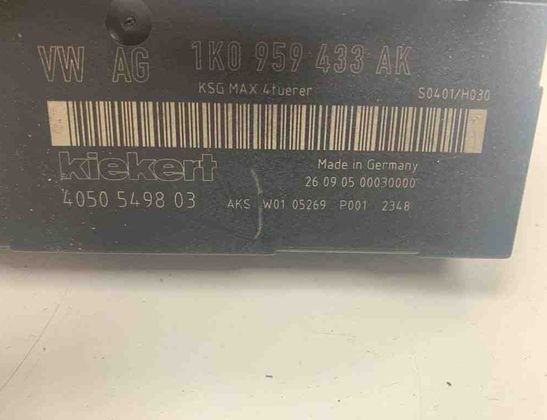 VW AG 1K0 959 433 AK
KSG MAX 4tuerer S0401/H030
kiekert Made in Germany
26 09 05 00030000
4050 5498 03 AKS W01 05269 P001 2348